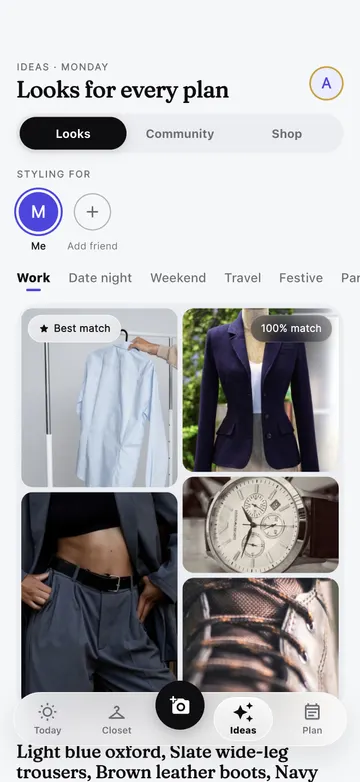 IDEAS · MONDAY
Looks for every plan
A
Looks Community Shop
STYLING FOR
M
Me Add friend
Work Date night Weekend Travel Festive Par
Best match
100% match
Today Closet Ideas Plan
Light blue oxford, Slate wide-leg
trousers, Brown leather boots, Navy